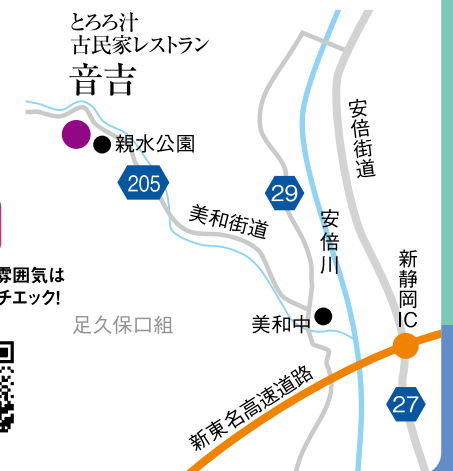 とろろ汁
古民家レストラン
音吉
親水公園
205
美和街道
29
安倍街道
安倍川
新静岡IC
美和中
雰囲気は
チェック!
足久保口組
新東名高速道路
27